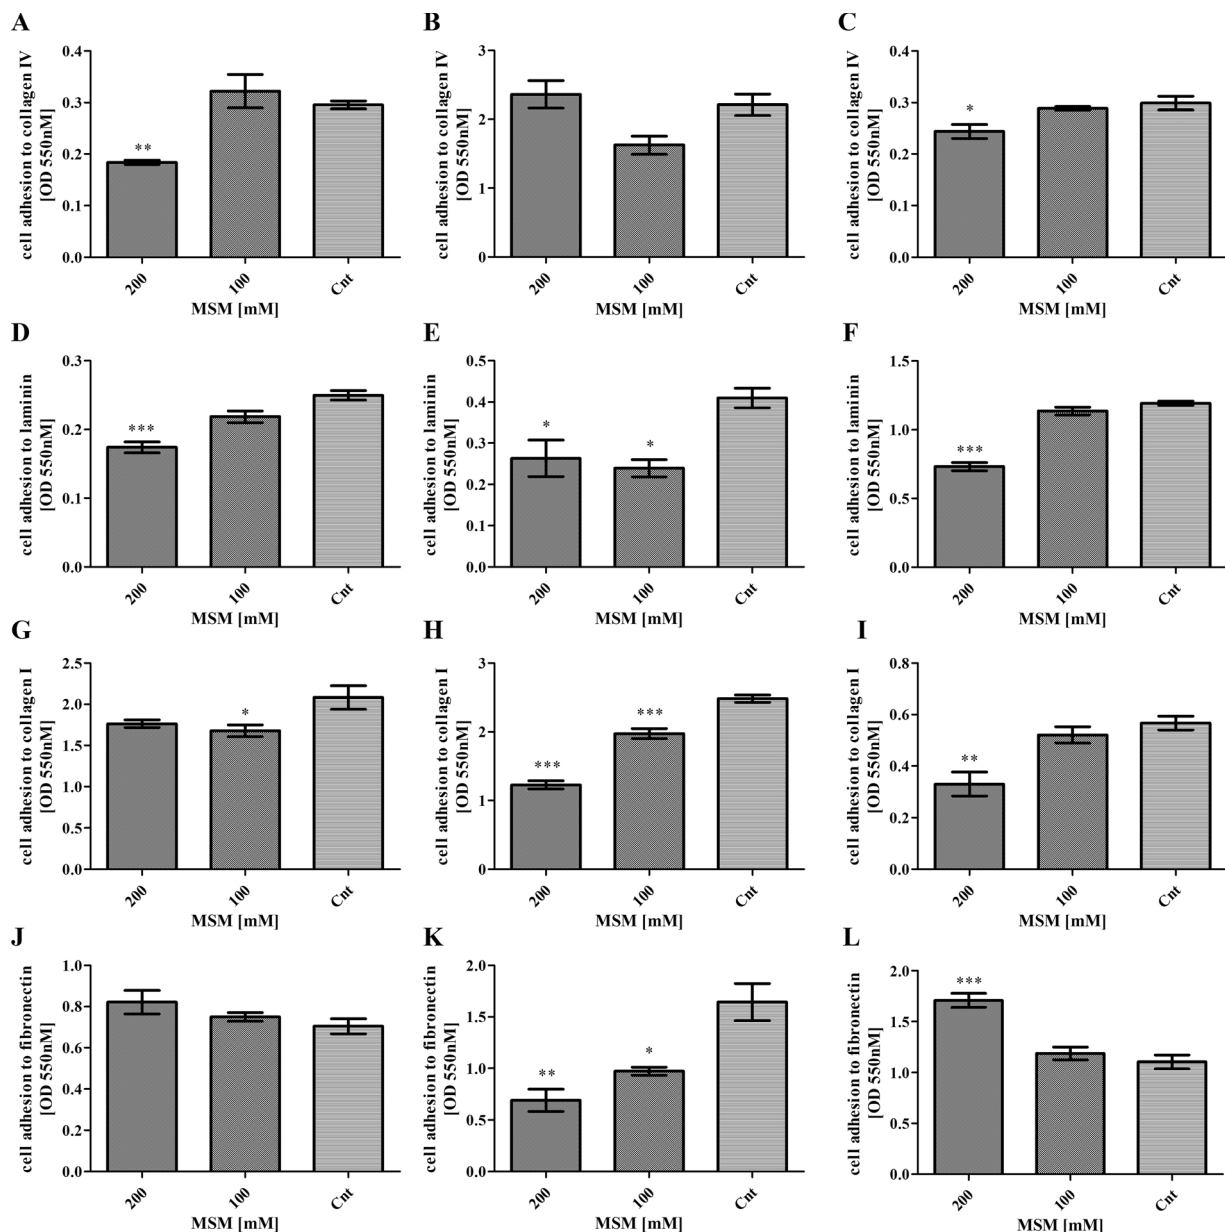 A
cell adhesion to collagen IV
[OD 550nM]
0.4
0.3
0.2
0.1
0.0
**
200
100
Cnt
MSM [mM]
B
cell adhesion to collagen IV
[OD 550nM]
3
2
1
0
200
100
Cnt
MSM [mM]
C
cell adhesion to collagen IV
[OD 550nM]
0.4
0.3
0.2
0.1
0.0
*
200
100
Cnt
MSM [mM]
D
cell adhesion to laminin
[OD 550nM]
0.3
0.2
0.1
0.0
***
200
100
Cnt
MSM [mM]
E
cell adhesion to laminin
[OD 550nM]
0.5
0.4
0.3
0.2
0.1
0.0
*
*
200
100
Cnt
MSM [mM]
F
cell adhesion to laminin
[OD 550nM]
1.5
1.0
0.5
0.0
***
200
100
Cnt
MSM [mM]
G
cell adhesion to collagen I
[OD 550nM]
2.5
2.0
1.5
1.0
0.5
0.0
*
200
100
Cnt
MSM [mM]
H
cell adhesion to collagen I
[OD 550nM]
3
2
1
0
***
***
200
100
Cnt
MSM [mM]
I
cell adhesion to collagen I
[OD 550nM]
0.8
0.6
0.4
0.2
0.0
**
200
100
Cnt
MSM [mM]
J
cell adhesion to fibronectin
[OD 550nM]
1.0
0.8
0.6
0.4
0.2
0.0
200
100
Cnt
MSM [mM]
K
cell adhesion to fibronectin
[OD 550nM]
2.0
1.5
1.0
0.5
0.0
**
*
200
100
Cnt
MSM [mM]
L
cell adhesion to fibronectin
[OD 550nM]
2.0
1.5
1.0
0.5
0.0
***
200
100
Cnt
MSM [mM]